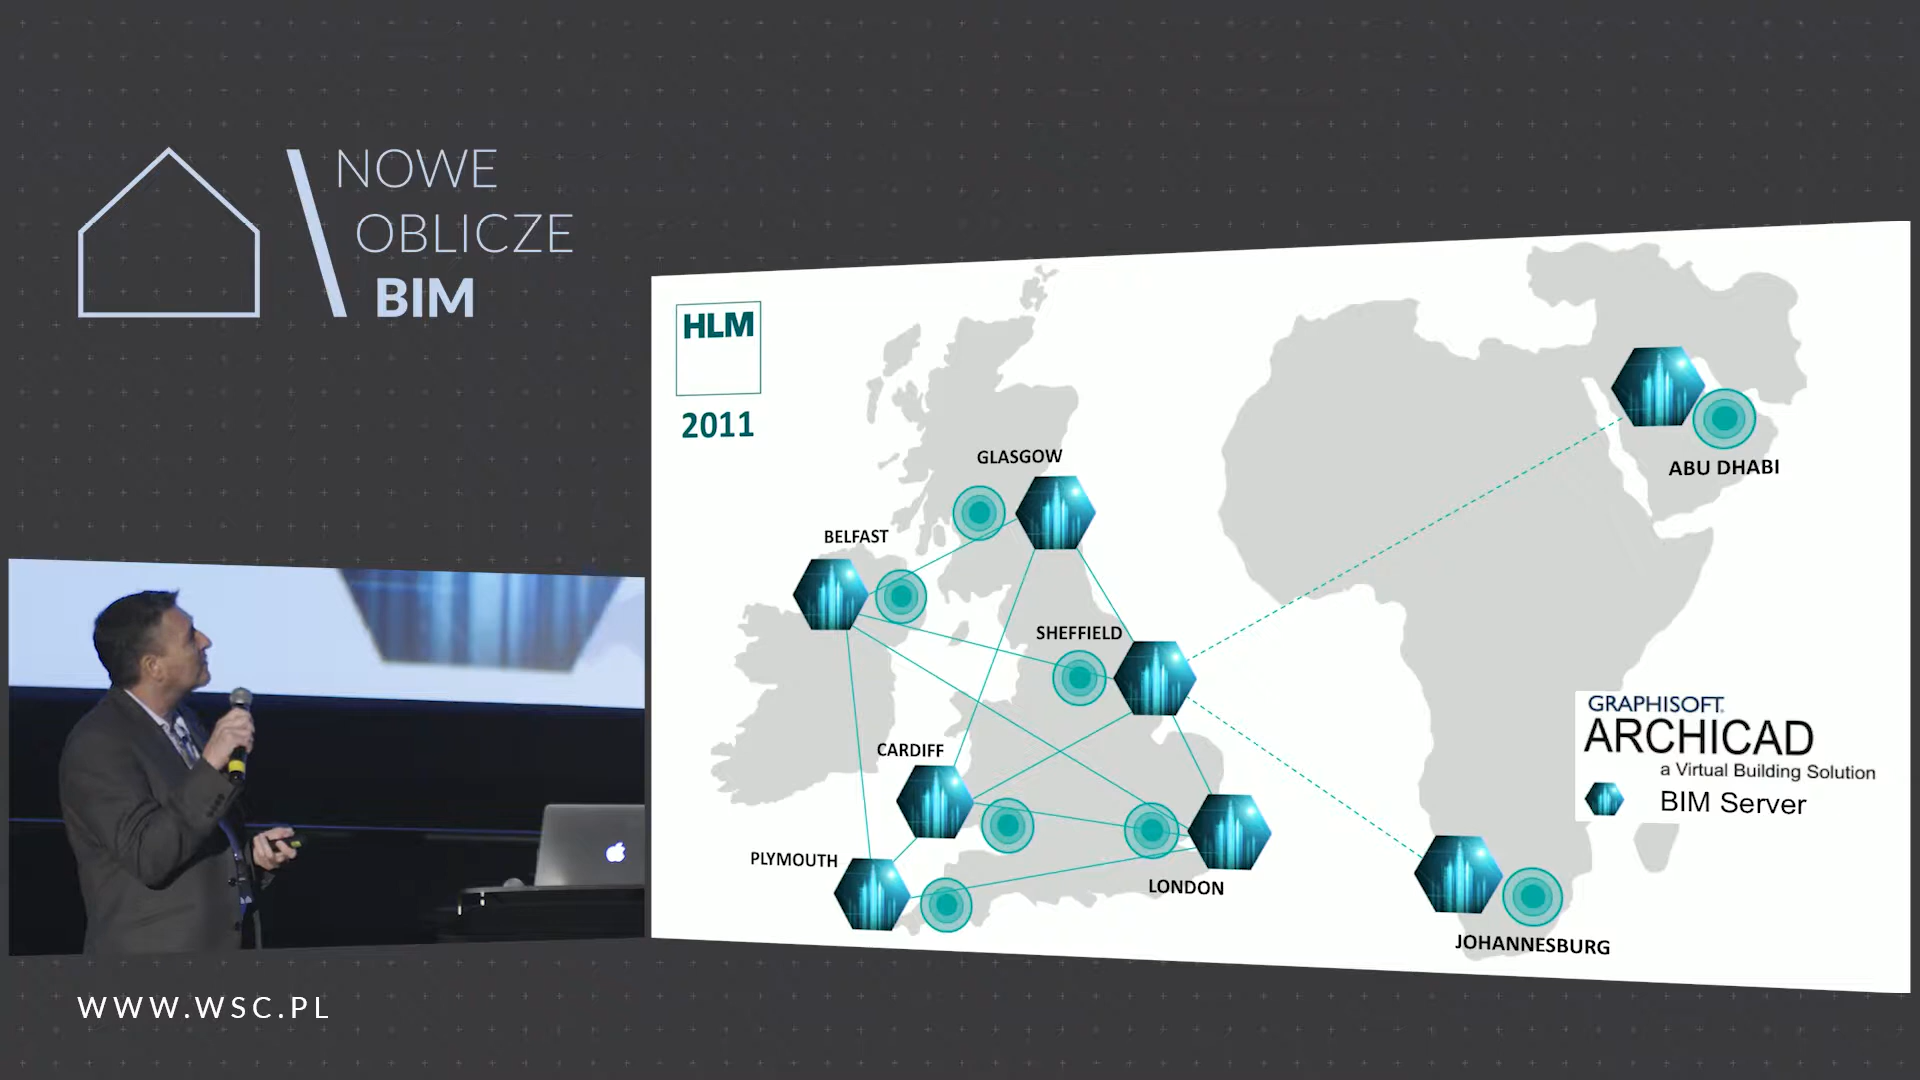 NOWE
OBLICZE
BIM
HLM
2011
GLASGOW
BELFAST
SHEFFIELD
CARDIFF
PLYMOUTH
LONDON
ABU DHABI
JOHANNESBURG
GRAPHISOFT.
ARCHICAD
a Virtual Building Solution
BIM Server
WWW.WSC.PL